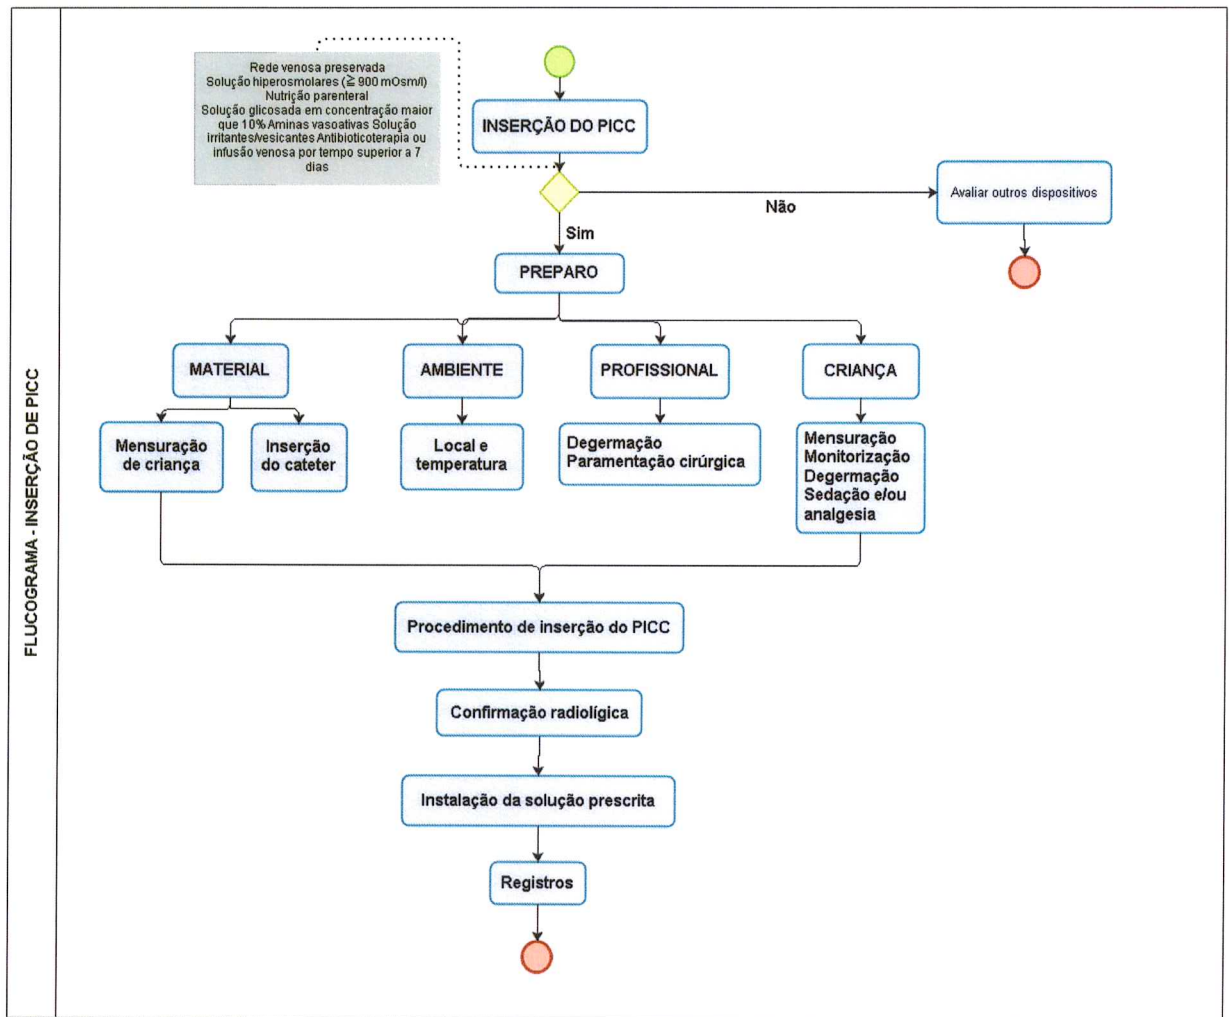 FLUCOGRAMA - INSERÇÃO DE PICC
Rede venosa preservada
Solução hiperosmolares (≧ 900 mOsm/l)
Nutrição parenteral
Solução glicosada em concentração maior
que 10% Aminas vasoativas Solução
irritantes/vesicantes Antibioticoterapia ou
infusão venosa por tempo superior a 7
dias
INSERÇÃO DO PICC
Não
Avaliar outros dispositivos
Sim
PREPARO
MATERIAL
AMBIENTE
PROFISSIONAL
CRIANÇA
Mensuração
de criança
Inserção
do cateter
Local e
temperatura
Degermação
Paramentação cirúrgica
Mensuração
Monitorização
Degermação
Sedação e/ou
analgesia
Procedimento de inserção do PICC
Confirmação radiolígica
Instalação da solução prescrita
Registros